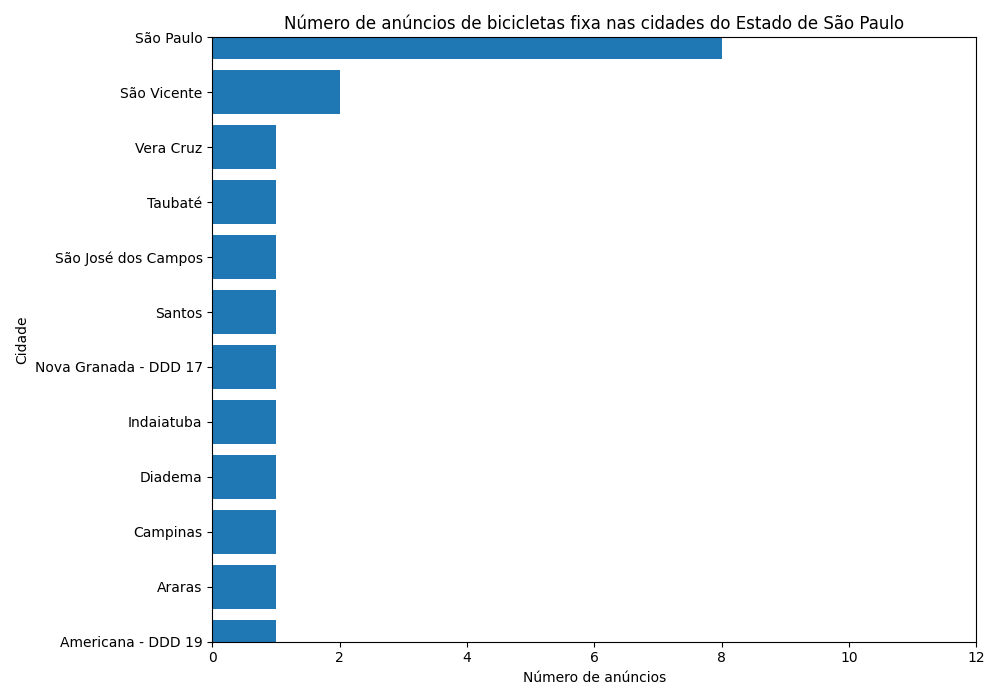 Número de anúncios de bicicletas fixa nas cidades do Estado de São Paulo
São Paulo
São Vicente
Vera Cruz
Taubaté
São José dos Campos
Santos
Nova Granada - DDD 17
Indaiatuba
Diadema
Campinas
Araras
Americana - DDD 19
Cidade
0 2 4 6 8 10 12
Número de anúncios